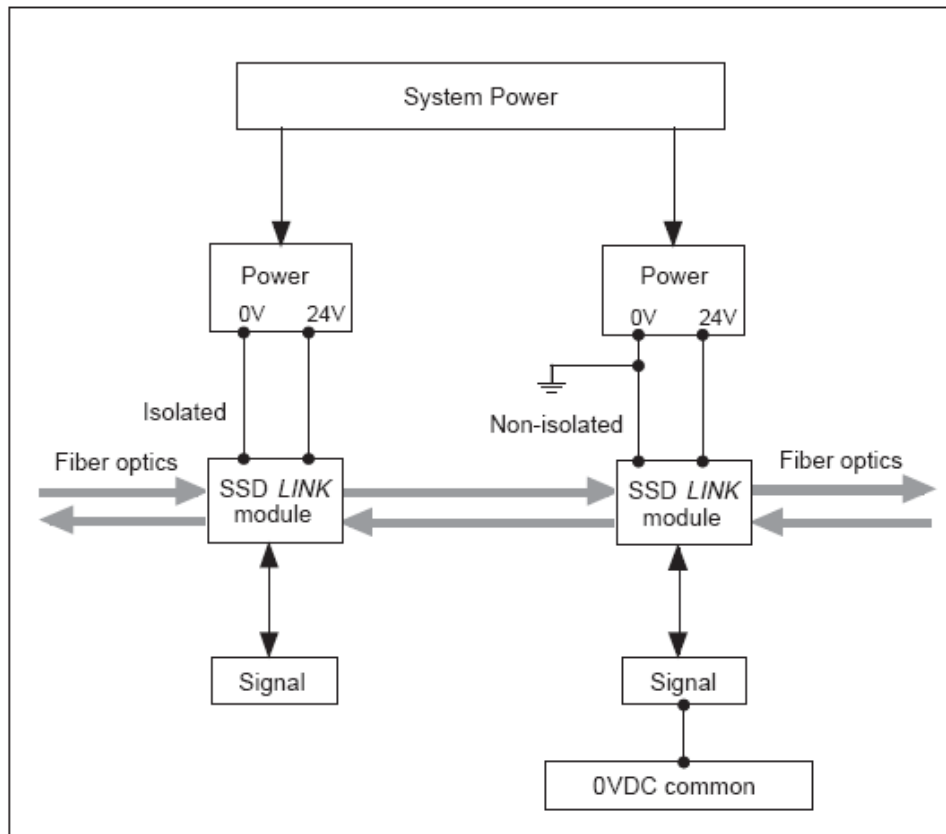 System Power
Power
0V 24V
Power
0V 24V
Isolated
Non-isolated
Fiber optics
SSD LINK
module
SSD LINK
module
Fiber optics
Signal
Signal
0VDC common